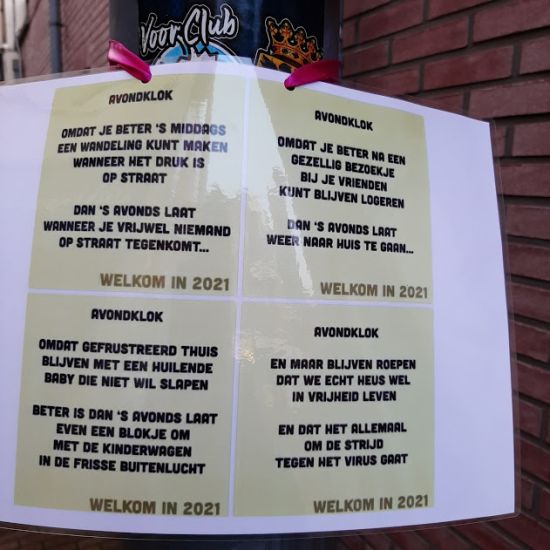 Voor Club
AVONDKLOK
OMDAT JE BETER 'S MIDDAGS
EEN WANDELING KUNT MAKEN
WANNEER HET DRUK IS
OP STRAAT
DAN 'S AVONDS LAAT
WANNEER JE VRIJWEL NIEMAND
OP STRAAT TEGENKOMT...
WELKOM IN 2021
AVONDKLOK
OMDAT JE BETER NA EEN
GEZELLIG BEZOEKJE
BIJ JE VRIENDEN
KUNT BLIJVEN LOGEREN
DAN 'S AVONDS LAAT
WEER NAAR HUIS TE GAAN...
WELKOM IN 2021
AVONDKLOK
OMDAT GEFRUSTREERD THUIS
BLIJVEN MET EEN HUILENDE
BABY DIE NIET WIL SLAPEN
BETER IS DAN 'S AVONDS LAAT
EVEN EEN BLOKJE OM
MET DE KINDERWAGEN
IN DE FRISSE BUITENLUCHT
WELKOM IN 2021
AVONDKLOK
EN MAAR BLIJVEN ROEPEN
DAT WE ECHT HEUS WEL
IN VRIJHEID LEVEN
EN DAT HET ALLEMAAL
OM DE STRIJD
TEGEN HET VIRUS GAAT
WELKOM IN 2021